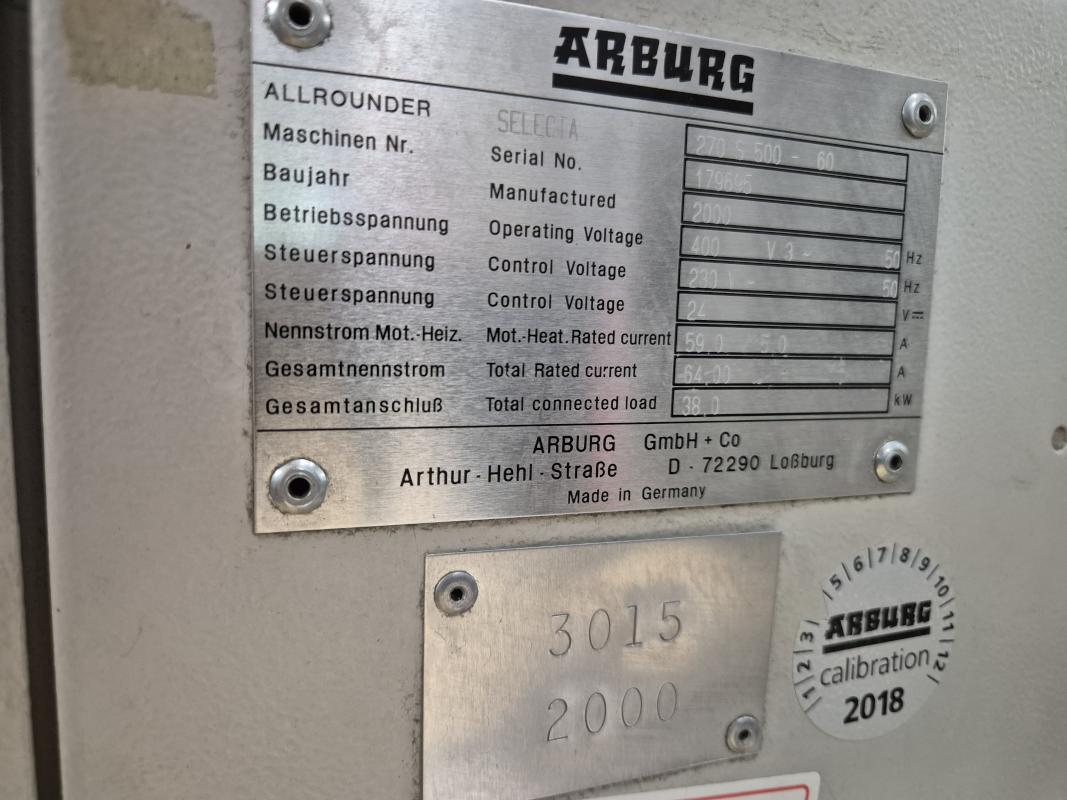 ARBURG
ALLROUNDER SELECTA 270 S 500 - 60
Maschinen Nr. Serial No. 179695
Baujahr Manufactured 2000
Betriebsspannung Operating Voltage 400 V 3 ~ 50 Hz
Steuerspannung Control Voltage 230 V ~ 50 Hz
Steuerspannung Control Voltage 24 V⎓
Nennstrom Mot.-Heiz. Mot.-Heat. Rated current 59,0 / 5,0 A
Gesamtnennstrom Total Rated current 64,00 A
Gesamtanschluß Total connected load 38,0 kW
ARBURG GmbH + Co
Arthur - Hehl - Straße D - 72290 Loßburg
Made in Germany
3015
2000
1 2 3 5 6 7 8 9 10 11 12
ARBURG
calibration
2018